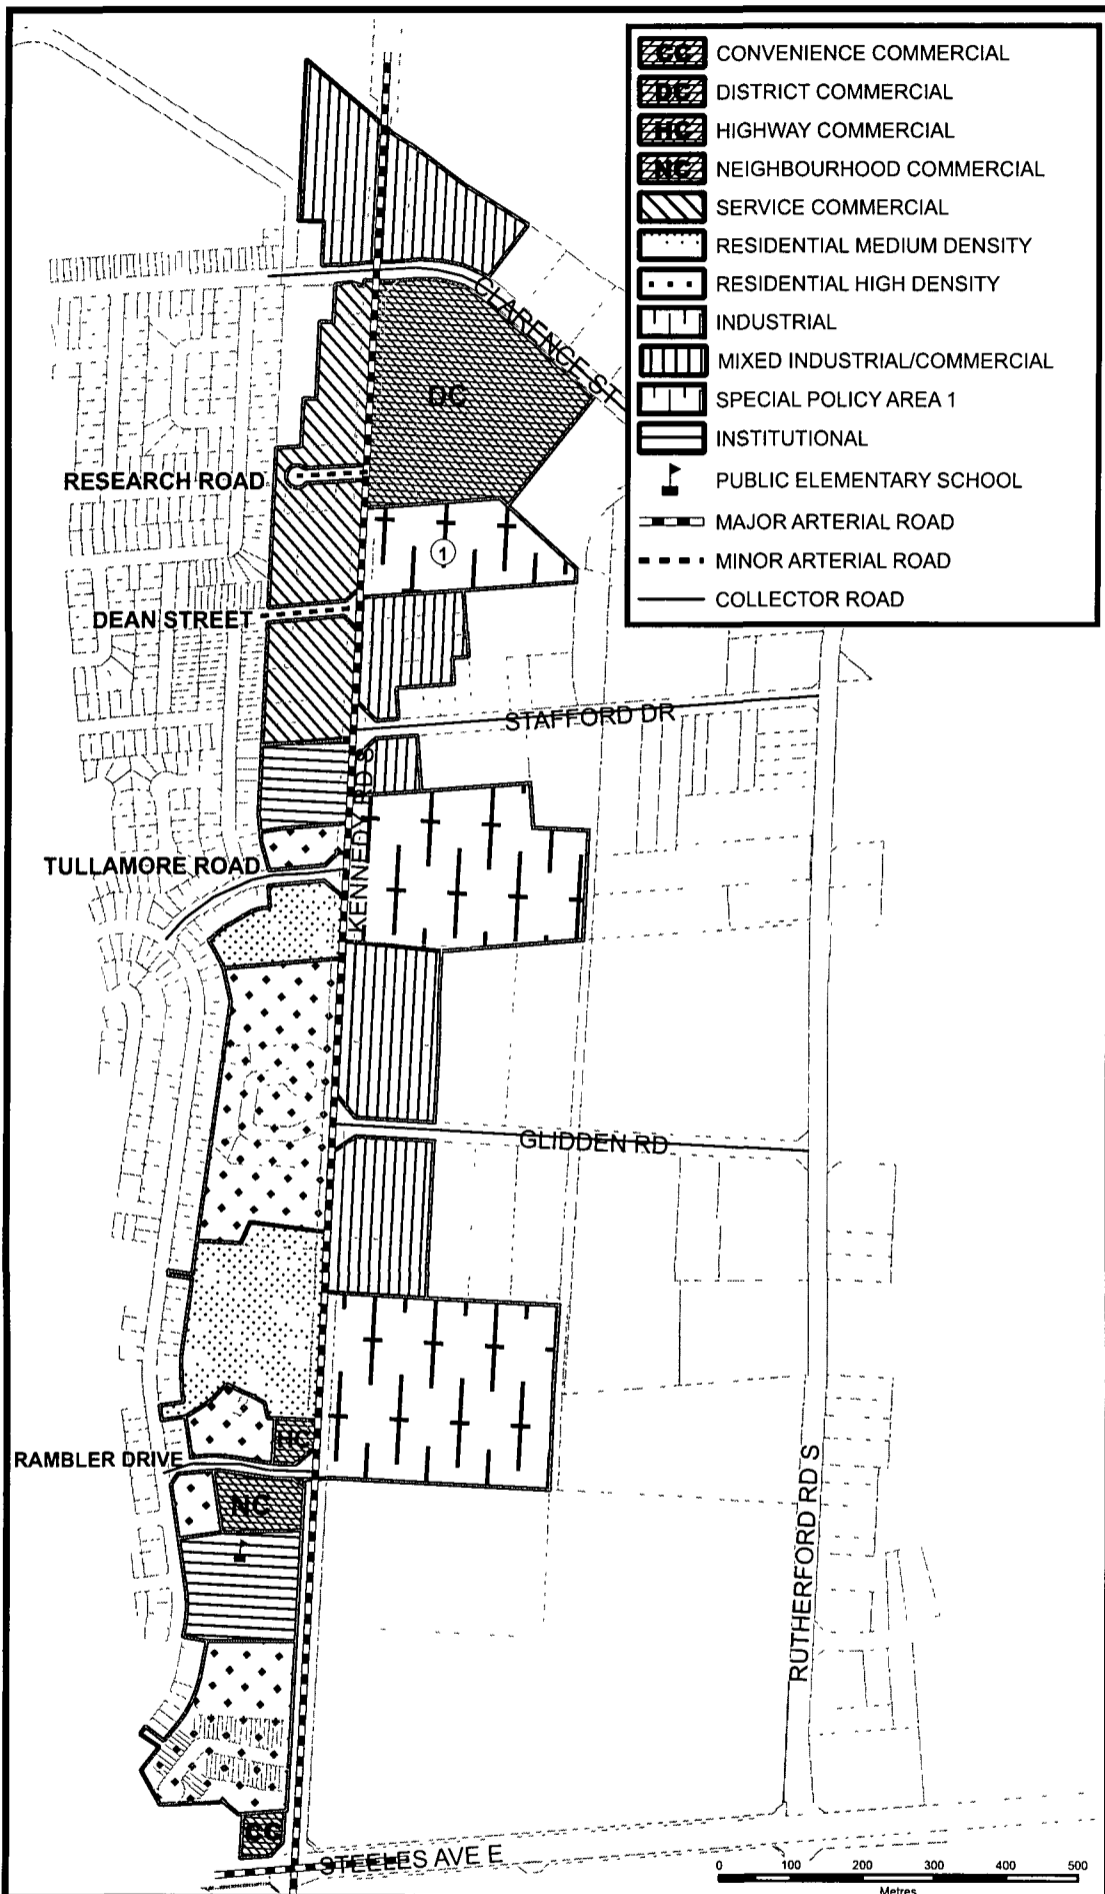 CC CONVENIENCE COMMERCIAL
DC DISTRICT COMMERCIAL
HC HIGHWAY COMMERCIAL
NC NEIGHBOURHOOD COMMERCIAL
SERVICE COMMERCIAL
RESIDENTIAL MEDIUM DENSITY
RESIDENTIAL HIGH DENSITY
INDUSTRIAL
MIXED INDUSTRIAL/COMMERCIAL
SPECIAL POLICY AREA 1
INSTITUTIONAL
PUBLIC ELEMENTARY SCHOOL
MAJOR ARTERIAL ROAD
MINOR ARTERIAL ROAD
COLLECTOR ROAD
CLARENCE ST
DC
RESEARCH ROAD
1
DEAN STREET
STAFFORD DR
KENNEDY RD S
TULLAMORE ROAD
GLIDDEN RD
HC
RAMBLER DRIVE
NC
RUTHERFORD RD S
CC
STEELES AVE E
0 100 200 300 400 500
Metres